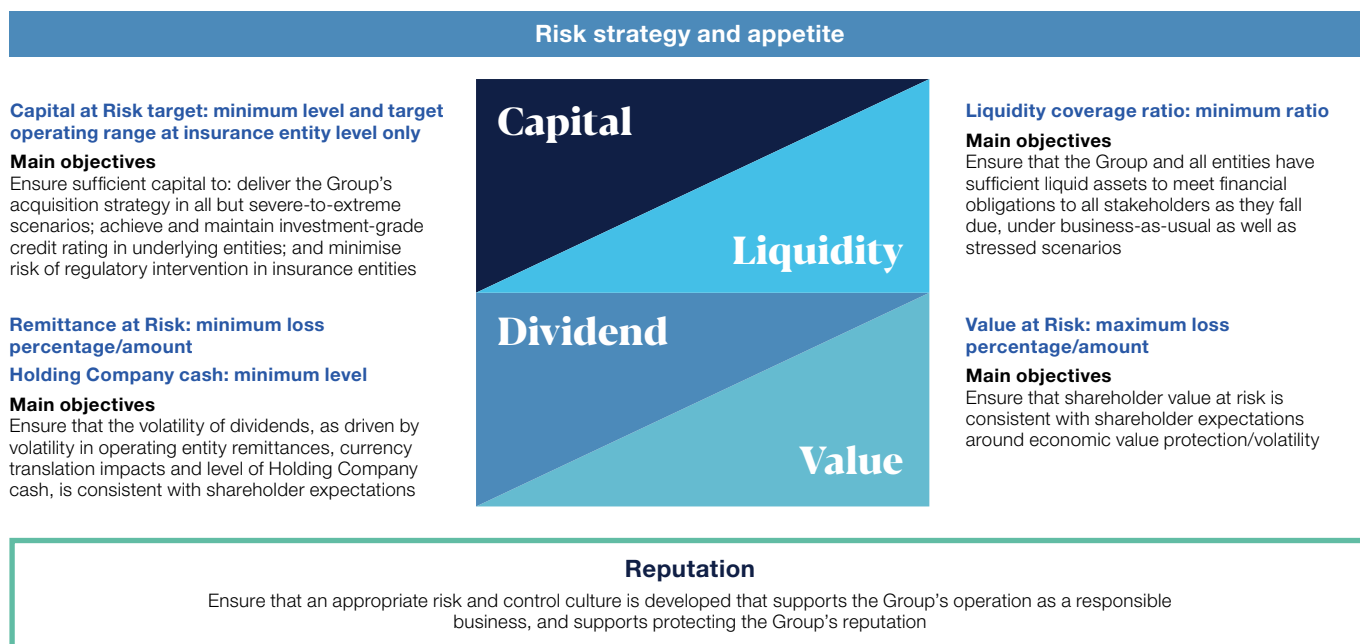 Risk strategy and appetite
Capital at Risk target: minimum level and target
operating range at insurance entity level only
Main objectives
Ensure sufficient capital to: deliver the Group’s
acquisition strategy in all but severe-to-extreme
scenarios; achieve and maintain investment-grade
credit rating in underlying entities; and minimise
risk of regulatory intervention in insurance entities
Remittance at Risk: minimum loss
percentage/amount
Holding Company cash: minimum level
Main objectives
Ensure that the volatility of dividends, as driven by
volatility in operating entity remittances, currency
translation impacts and level of Holding Company
cash, is consistent with shareholder expectations
Capital
Liquidity
Dividend
Value
Liquidity coverage ratio: minimum ratio
Main objectives
Ensure that the Group and all entities have
sufficient liquid assets to meet financial
obligations to all stakeholders as they fall
due, under business-as-usual as well as
stressed scenarios
Value at Risk: maximum loss
percentage/amount
Main objectives
Ensure that shareholder value at risk is
consistent with shareholder expectations
around economic value protection/volatility
Reputation
Ensure that an appropriate risk and control culture is developed that supports the Group’s operation as a responsible
business, and supports protecting the Group’s reputation